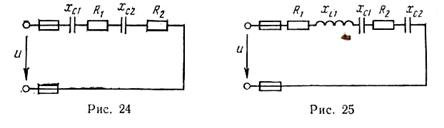 x_C1 R_1 x_C2 R_2
u
Рис. 24
R_1 x_L1 x_C1 R_2 x_C2
u
Рис. 25